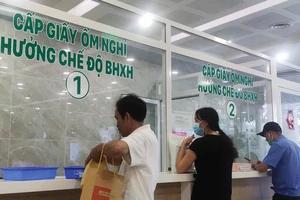 CẤP GIẤY ỐM NGHỈ
HƯỞNG CHẾ ĐỘ BHXH
1
CẤP GIẤY ỐM NGHỈ
HƯỞNG CHẾ ĐỘ BHXH
2